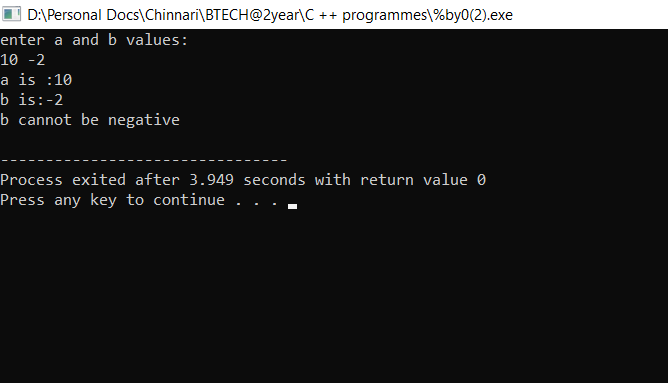 D:\Personal Docs\Chinnari\BTECH@2year\C ++ programmes\%by0(2).exe
enter a and b values:
10 -2
a is :10
b is:-2
b cannot be negative
--------------------------------
Process exited after 3.949 seconds with return value 0
Press any key to continue . . .